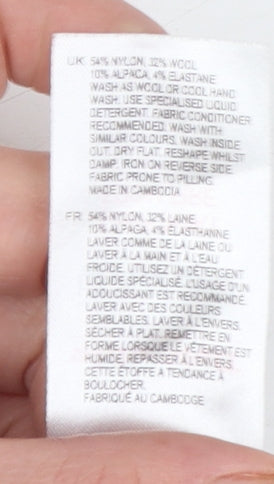 UK 54% NYLON, 32% WOOL
10% ALPACA, 4% ELASTANE
WASH AS WOOL OR COOL HAND
WASH. USE SPECIALISED LIQUID
DETERGENT. FABRIC CONDITIONER
RECOMMENDED. WASH WITH
SIMILAR COLOURS. WASH INSIDE
OUT. DRY FLAT. RESHAPE WHILST
DAMP. IRON ON REVERSE SIDE.
FABRIC PRONE TO PILLING.
MADE IN CAMBODIA
FR 54% NYLON, 32% LAINE
10% ALPAGA, 4% ÉLASTHANNE
LAVER COMME DE LA LAINE OU
LAVER À LA MAIN ET À L'EAU
FROIDE. UTILISEZ UN DÉTERGENT
LIQUIDE SPÉCIALISÉ. L'USAGE D'UN
ADOUCISSANT EST RECOMMANDÉ.
LAVER AVEC DES COULEURS
SEMBLABLES. LAVER À L'ENVERS.
SÉCHER À PLAT. REMETTRE EN
FORME LORSQUE LE VÊTEMENT EST
HUMIDE. REPASSER À L'ENVERS.
CETTE ÉTOFFE A TENDANCE À
BOULOCHER.
FABRIQUÉ AU CAMBODGE